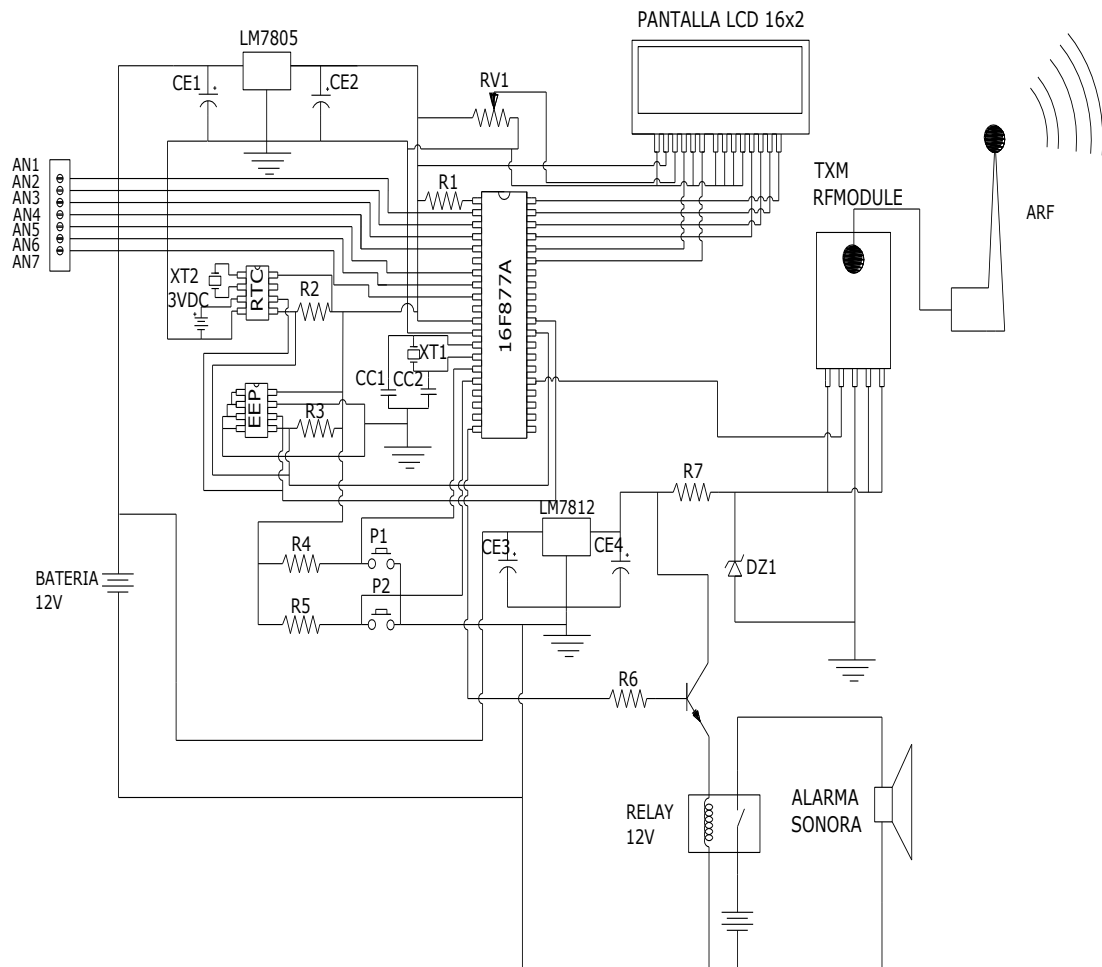 PANTALLA LCD 16x2
LM7805
CE1
CE2
RV1
AN1
AN2
AN3
AN4
AN5
AN6
AN7
R1
TXM
RFMODULE
ARF
XT2
3VDC
RTC
R2
16F877A
XT1
CC1
CC2
EEP
R3
R7
LM7812
R4
P1
CE3
CE4
DZ1
BATERIA
12V
P2
R5
R6
RELAY
12V
ALARMA
SONORA